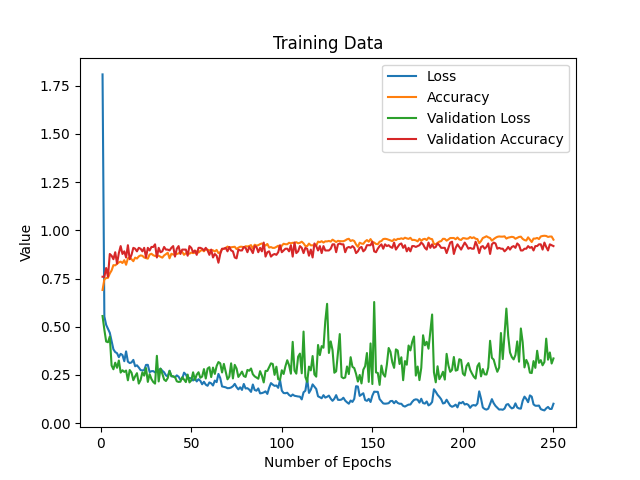 Training Data
Loss
Accuracy
Validation Loss
Validation Accuracy
Value
1.75
1.50
1.25
1.00
0.75
0.50
0.25
0.00
0
50
100
150
200
250
Number of Epochs